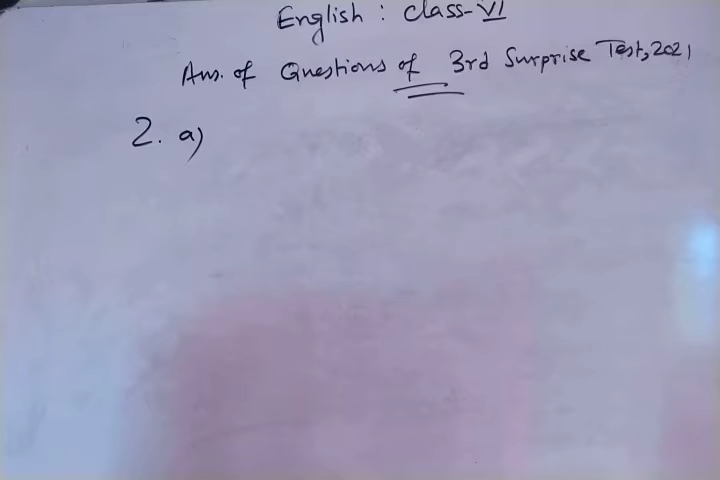 English : Class-VI
Ans. of Questions of 3rd Surprise Test, 2021
2. a)